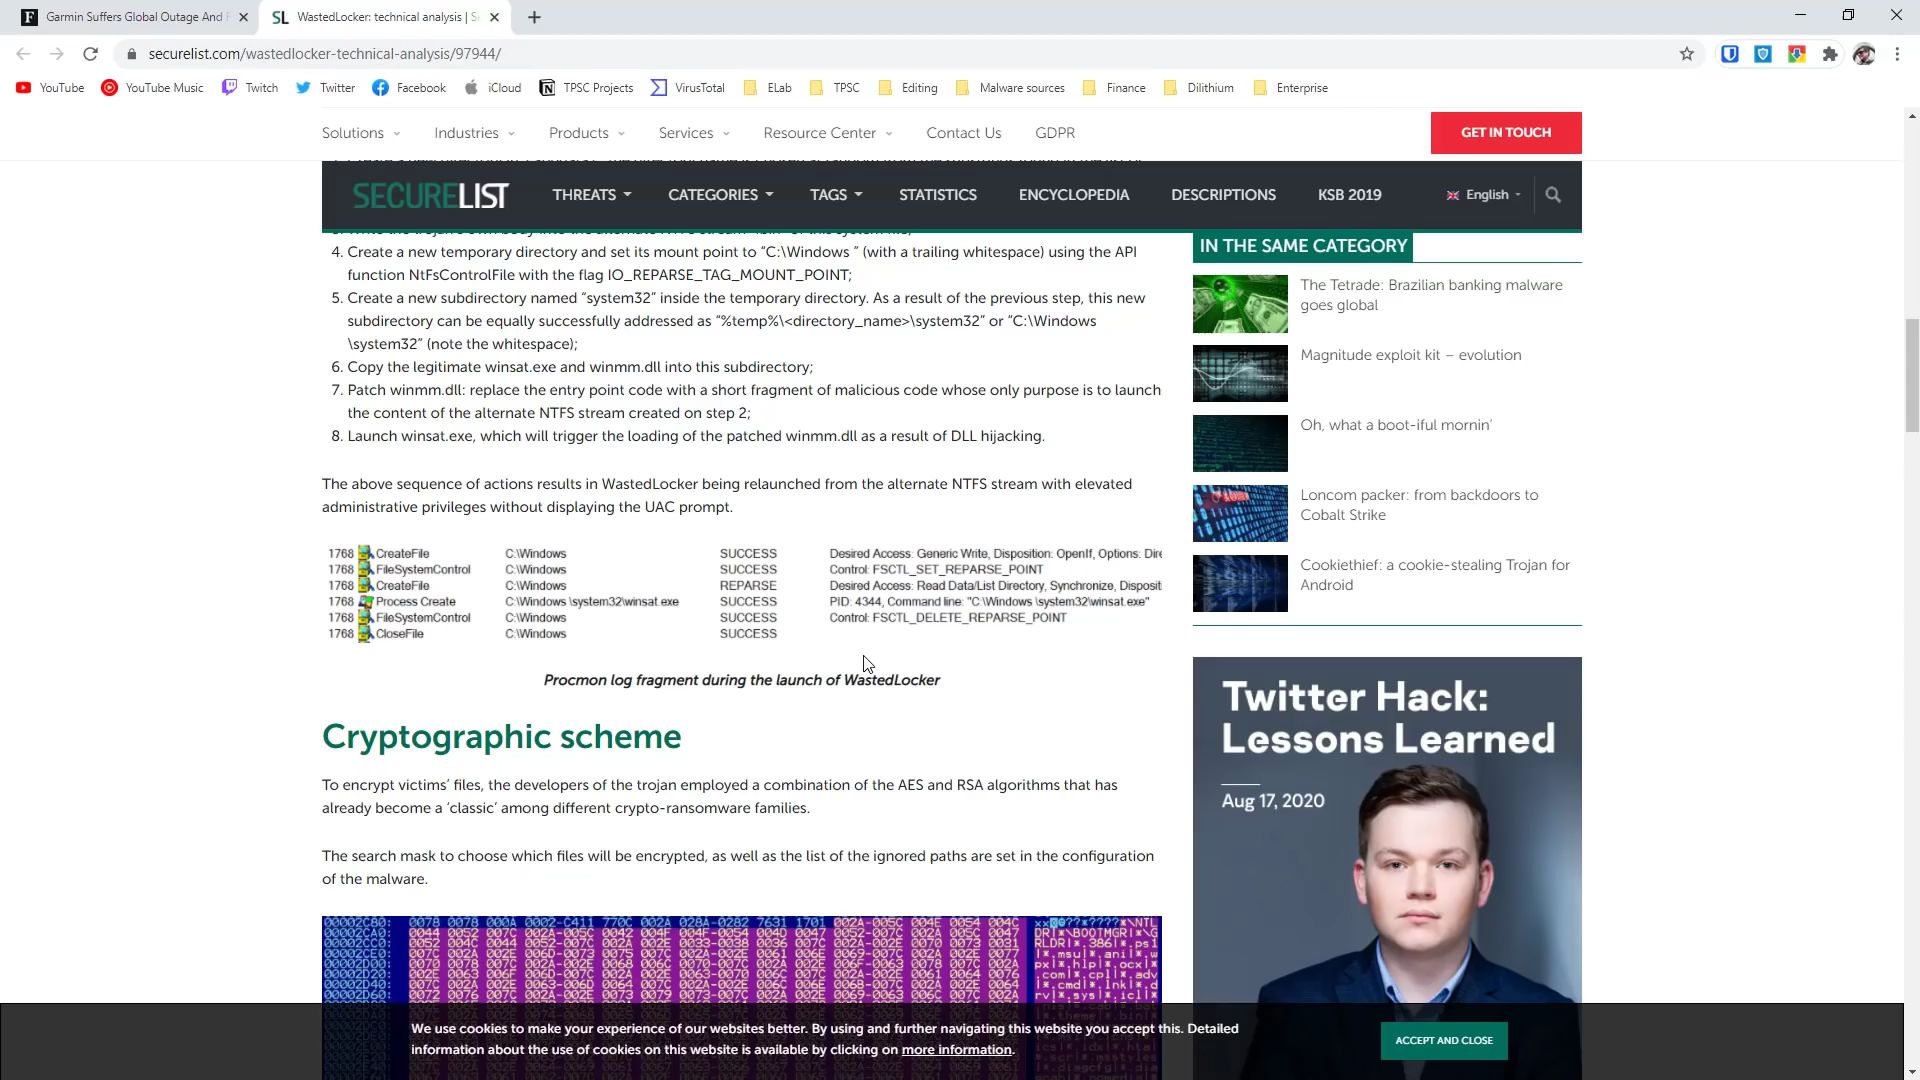 Garmin Suffers Global Outage And
WastedLocker: technical analysis |
securelist.com/wastedlocker-technical-analysis/97944/
YouTube YouTube Music Twitch Twitter Facebook iCloud TPSC Projects VirusTotal ELab TPSC Editing Malware sources Finance Dilithium Enterprise
Solutions Industries Products Services Resource Center Contact Us GDPR
GET IN TOUCH
SECURELIST THREATS CATEGORIES TAGS STATISTICS ENCYCLOPEDIA DESCRIPTIONS KSB 2019 English
4. Create a new temporary directory and set its mount point to “C:\Windows ” (with a trailing whitespace) using the API
function NtFsControlFile with the flag IO_REPARSE_TAG_MOUNT_POINT;
5. Create a new subdirectory named “system32” inside the temporary directory. As a result of the previous step, this new
subdirectory can be equally successfully addressed as “%temp%\<directory_name>\system32” or “C:\Windows
\system32” (note the whitespace);
6. Copy the legitimate winsat.exe and winmm.dll into this subdirectory;
7. Patch winmm.dll: replace the entry point code with a short fragment of malicious code whose only purpose is to launch
the content of the alternate NTFS stream created on step 2;
8. Launch winsat.exe, which will trigger the loading of the patched winmm.dll as a result of DLL hijacking.
The above sequence of actions results in WastedLocker being relaunched from the alternate NTFS stream with elevated
administrative privileges without displaying the UAC prompt.
1768 CreateFile C:\Windows SUCCESS Desired Access: Generic Write, Disposition: OpenIf, Options: Dire
1768 FileSystemControl C:\Windows SUCCESS Control: FSCTL_SET_REPARSE_POINT
1768 CreateFile C:\Windows REPARSE Desired Access: Read Data/List Directory, Synchronize, Disposit
1768 Process Create C:\Windows \system32\winsat.exe SUCCESS PID: 4344, Command line: "C:\Windows \system32\winsat.exe"
1768 FileSystemControl C:\Windows SUCCESS Control: FSCTL_DELETE_REPARSE_POINT
1768 CloseFile C:\Windows SUCCESS
Procmon log fragment during the launch of WastedLocker
Cryptographic scheme
To encrypt victims’ files, the developers of the trojan employed a combination of the AES and RSA algorithms that has
already become a ‘classic’ among different crypto-ransomware families.
The search mask to choose which files will be encrypted, as well as the list of the ignored paths are set in the configuration
of the malware.
IN THE SAME CATEGORY
The Tetrade: Brazilian banking malware
goes global
Magnitude exploit kit – evolution
Oh, what a boot-iful mornin’
Loncom packer: from backdoors to
Cobalt Strike
Cookiethief: a cookie-stealing Trojan for
Android
Twitter Hack:
Lessons Learned
Aug 17, 2020
We use cookies to make your experience of our websites better. By using and further navigating this website you accept this. Detailed
information about the use of cookies on this website is available by clicking on more information.
ACCEPT AND CLOSE